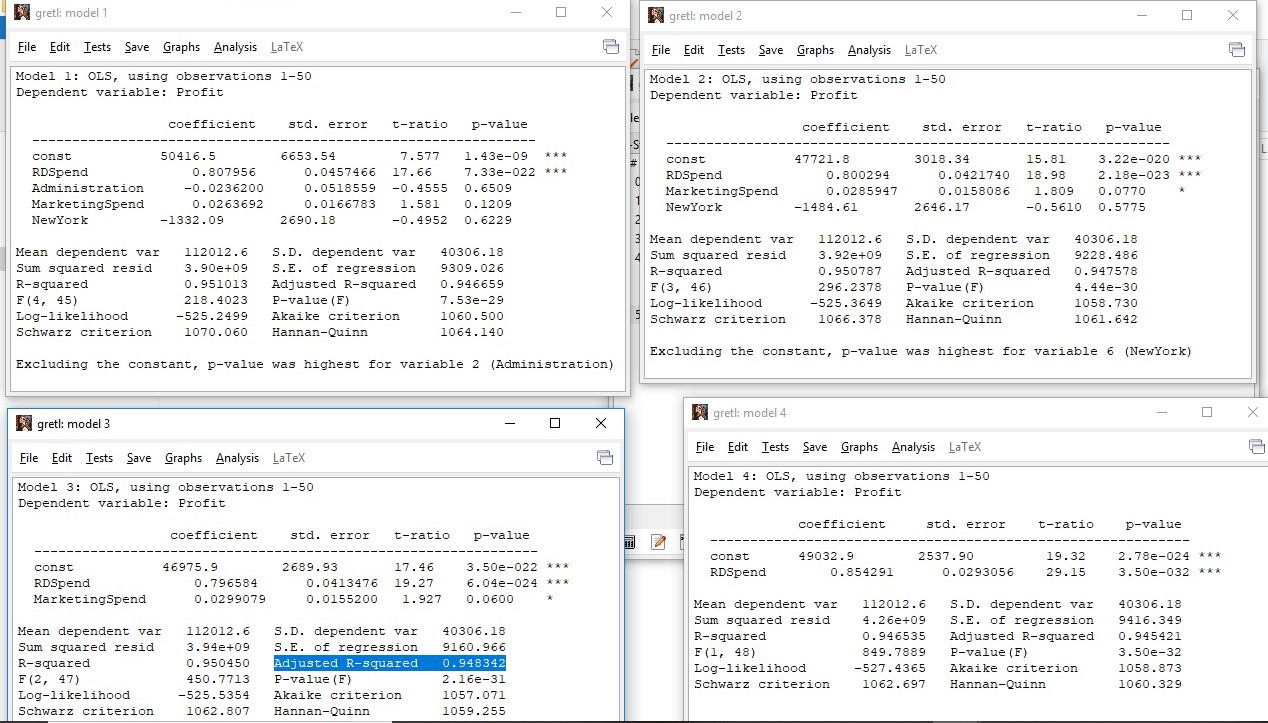 gretl: model 1
File Edit Tests Save Graphs Analysis LaTeX
Model 1: OLS, using observations 1-50
Dependent variable: Profit
coefficient std. error t-ratio p-value
---------------------------------------------------------------
const 50416.5 6653.54 7.577 1.43e-09 ***
RDSpend 0.807956 0.0457466 17.66 7.33e-022 ***
Administration -0.0236200 0.0518559 -0.4555 0.6509
MarketingSpend 0.0263692 0.0166783 1.581 0.1209
NewYork -1332.09 2690.18 -0.4952 0.6229
Mean dependent var 112012.6 S.D. dependent var 40306.18
Sum squared resid 3.90e+09 S.E. of regression 9309.026
R-squared 0.951013 Adjusted R-squared 0.946659
F(4, 45) 218.4023 P-value(F) 7.53e-29
Log-likelihood -525.2499 Akaike criterion 1060.500
Schwarz criterion 1070.060 Hannan-Quinn 1064.140
Excluding the constant, p-value was highest for variable 2 (Administration)
gretl: model 2
File Edit Tests Save Graphs Analysis LaTeX
Model 2: OLS, using observations 1-50
Dependent variable: Profit
coefficient std. error t-ratio p-value
---------------------------------------------------------------
const 47721.8 3018.34 15.81 3.22e-020 ***
RDSpend 0.800294 0.0421740 18.98 2.18e-023 ***
MarketingSpend 0.0285947 0.0158086 1.809 0.0770 *
NewYork -1484.61 2646.17 -0.5610 0.5775
Mean dependent var 112012.6 S.D. dependent var 40306.18
Sum squared resid 3.92e+09 S.E. of regression 9228.486
R-squared 0.950787 Adjusted R-squared 0.947578
F(3, 46) 296.2378 P-value(F) 4.44e-30
Log-likelihood -525.3649 Akaike criterion 1058.730
Schwarz criterion 1066.378 Hannan-Quinn 1061.642
Excluding the constant, p-value was highest for variable 6 (NewYork)
gretl: model 3
File Edit Tests Save Graphs Analysis LaTeX
Model 3: OLS, using observations 1-50
Dependent variable: Profit
coefficient std. error t-ratio p-value
---------------------------------------------------------------
const 46975.9 2689.93 17.46 3.50e-022 ***
RDSpend 0.796584 0.0413476 19.27 6.04e-024 ***
MarketingSpend 0.0299079 0.0155200 1.927 0.0600 *
Mean dependent var 112012.6 S.D. dependent var 40306.18
Sum squared resid 3.94e+09 S.E. of regression 9160.966
R-squared 0.950450 Adjusted R-squared 0.948342
F(2, 47) 450.7713 P-value(F) 2.16e-31
Log-likelihood -525.5354 Akaike criterion 1057.071
Schwarz criterion 1062.807 Hannan-Quinn 1059.255
gretl: model 4
File Edit Tests Save Graphs Analysis LaTeX
Model 4: OLS, using observations 1-50
Dependent variable: Profit
coefficient std. error t-ratio p-value
---------------------------------------------------------------
const 49032.9 2537.90 19.32 2.78e-024 ***
RDSpend 0.854291 0.0293056 29.15 3.50e-032 ***
Mean dependent var 112012.6 S.D. dependent var 40306.18
Sum squared resid 4.26e+09 S.E. of regression 9416.349
R-squared 0.946535 Adjusted R-squared 0.945421
F(1, 48) 849.7889 P-value(F) 3.50e-32
Log-likelihood -527.4365 Akaike criterion 1058.873
Schwarz criterion 1062.697 Hannan-Quinn 1060.329